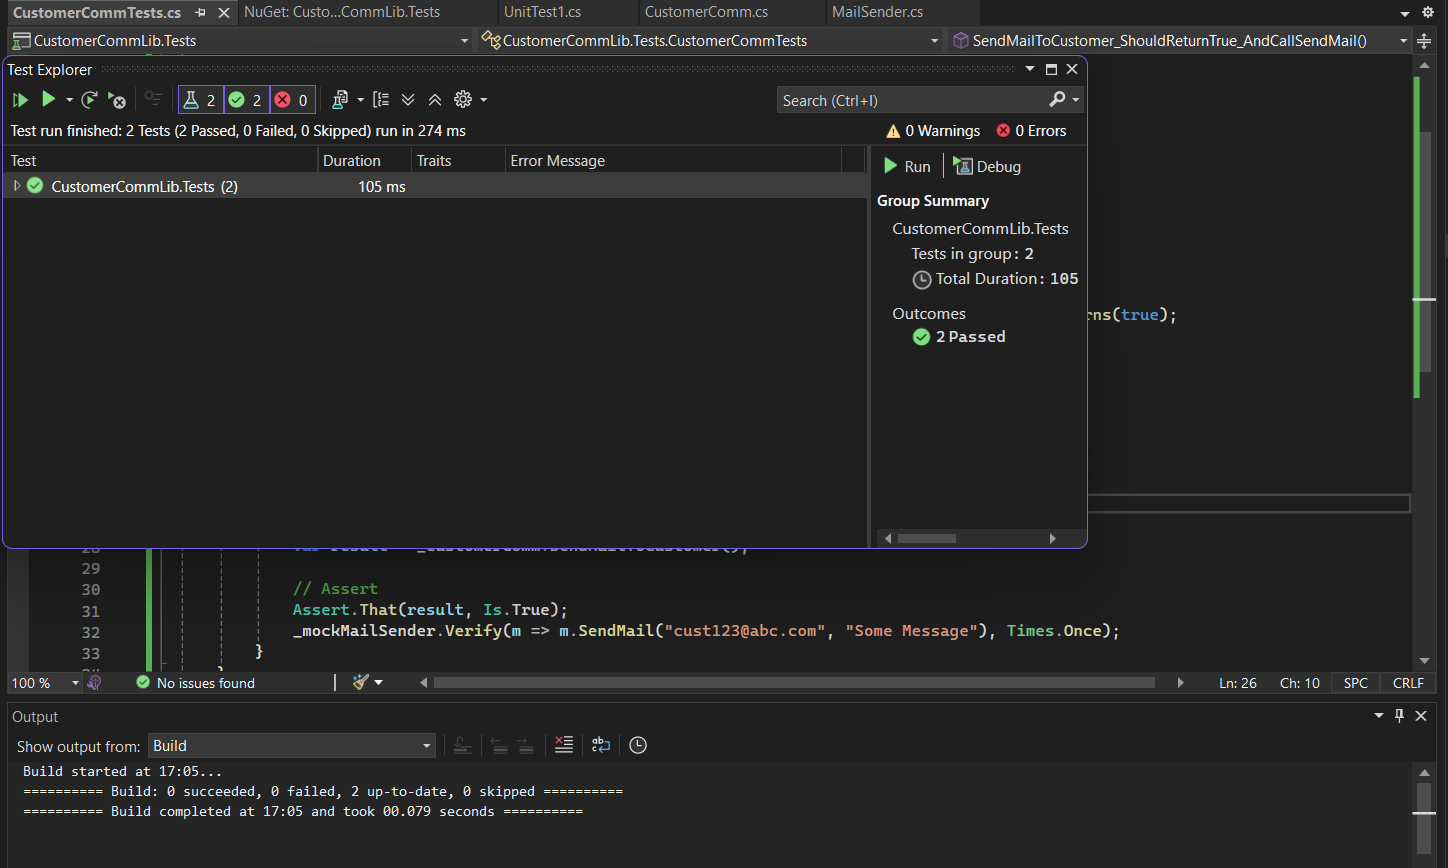 CustomerCommTests.cs NuGet: Custo...CommLib.Tests UnitTest1.cs CustomerComm.cs MailSender.cs
CustomerCommLib.Tests CustomerCommLib.Tests.CustomerCommTests SendMailToCustomer_ShouldReturnTrue_AndCallSendMail()
Test Explorer
2 2 0 Search (Ctrl+I)
Test run finished: 2 Tests (2 Passed, 0 Failed, 0 Skipped) run in 274 ms 0 Warnings 0 Errors
Test Duration Traits Error Message
Run Debug
CustomerCommLib.Tests (2) 105 ms
Group Summary
CustomerCommLib.Tests
Tests in group: 2
Total Duration: 105
Outcomes
2 Passed
rns(true);
29
30 // Assert
31 Assert.That(result, Is.True);
32 _mockMailSender.Verify(m => m.SendMail("cust123@abc.com", "Some Message"), Times.Once);
33 }
100 % No issues found Ln: 26 Ch: 10 SPC CRLF
Output
Show output from: Build
Build started at 17:05...
========== Build: 0 succeeded, 0 failed, 2 up-to-date, 0 skipped ==========
========== Build completed at 17:05 and took 00.079 seconds ==========